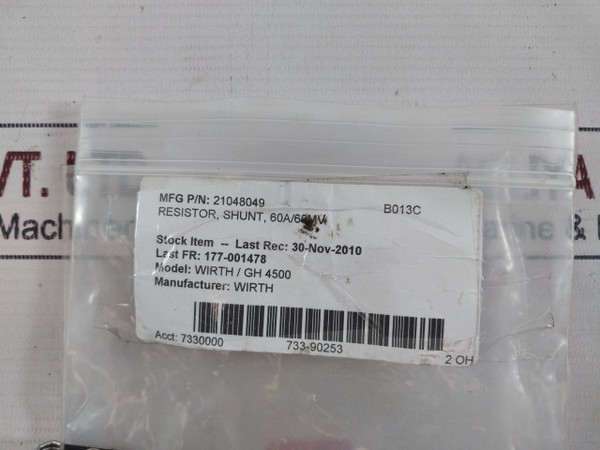 MFG P/N: 21048049 B013C
RESISTOR, SHUNT, 60A/60MV
Stock Item -- Last Rec: 30-Nov-2010
Last FR: 177-001478
Model: WIRTH / GH 4500
Manufacturer: WIRTH
Acct: 7330000 733-90253 2 OH